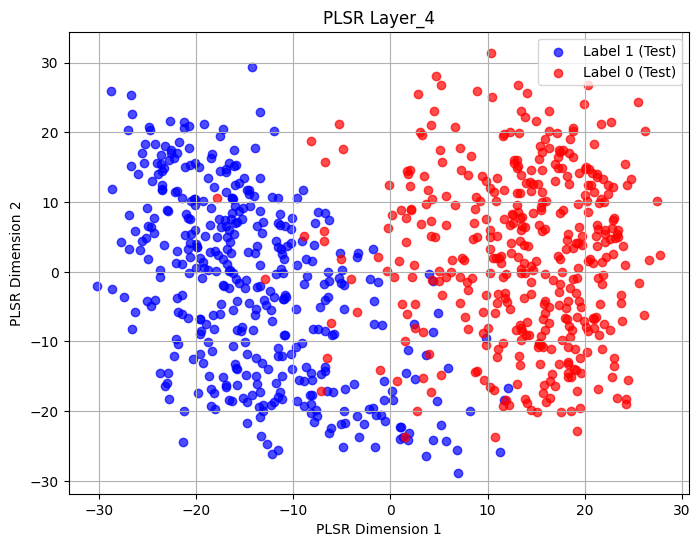 PLSR Layer_4
Label 1 (Test)
Label 0 (Test)
PLSR Dimension 2
30
20
10
0
−10
−20
−30
−30
−20
−10
0
10
20
30
PLSR Dimension 1